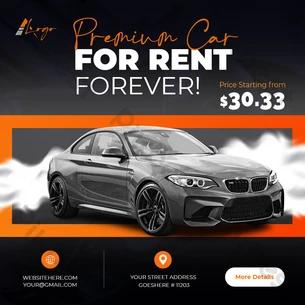 Logo
Premium Car
FOR RENT
FOREVER!
Price Starting from
$30.33
WEBSITEHERE.COM
YOUR@GMAIL.COM
YOUR STREET ADDRESS
GOESHERE # 11203
More Details